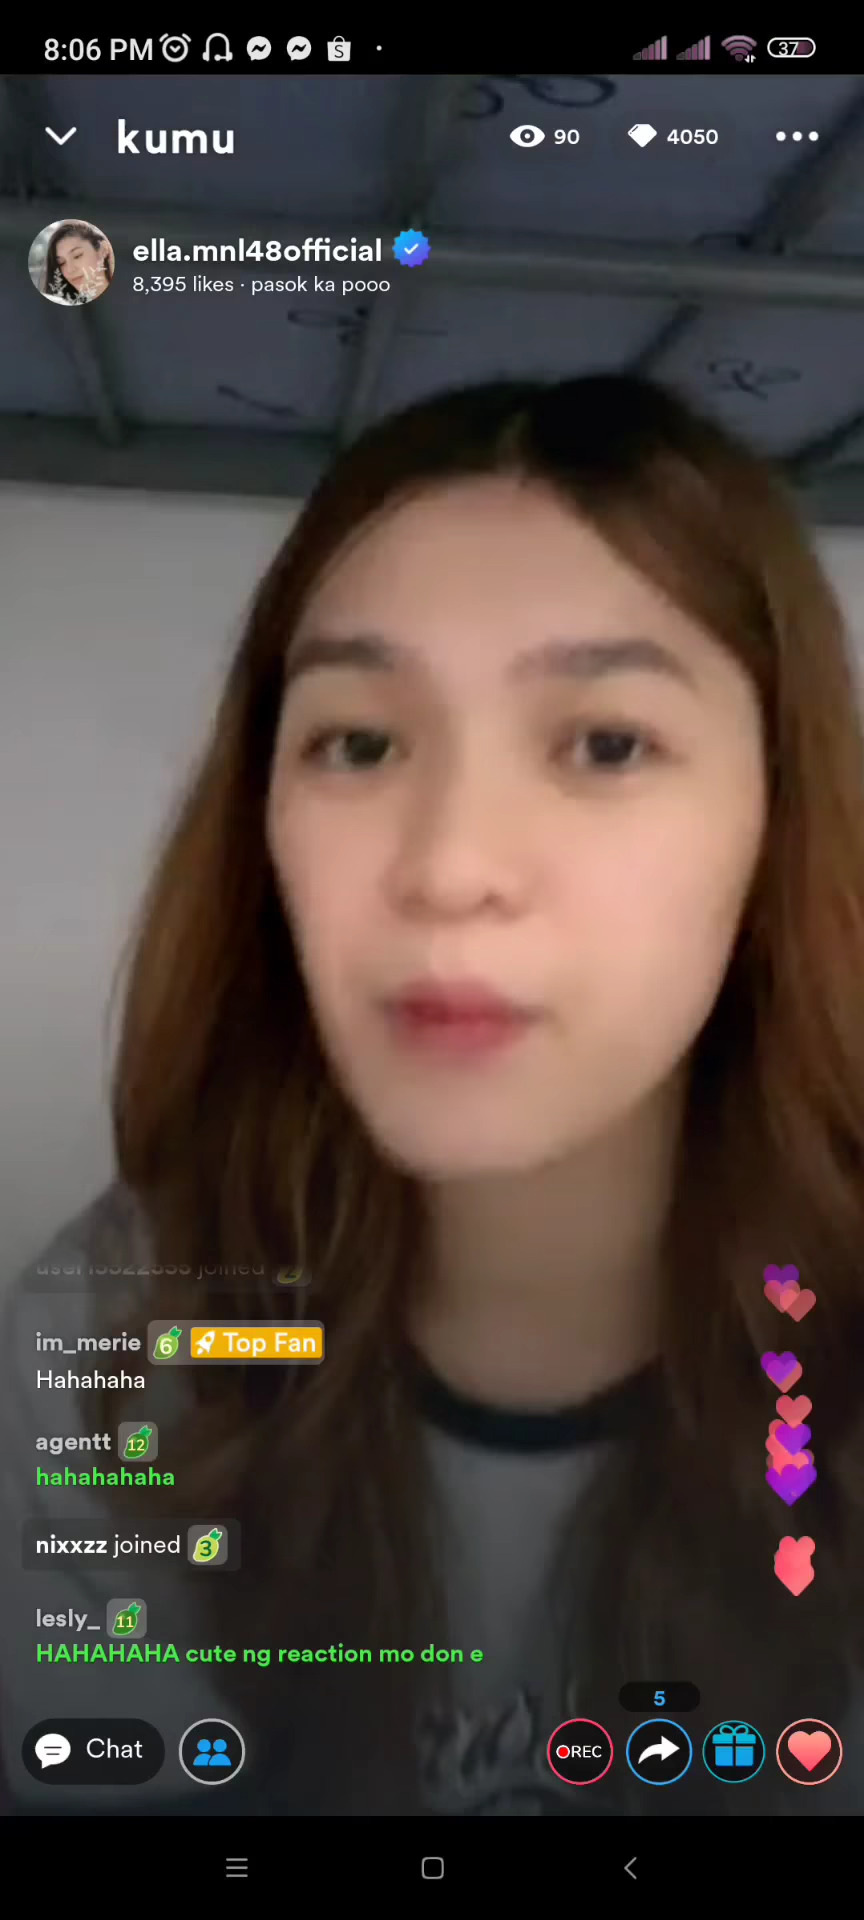 8:06 PM
37
kumu
90
4050
ella.mnl48official
8,395 likes · pasok ka pooo
joined
im_merie 6 Top Fan
Hahahaha
agentt 12
hahahahaha
nixxzz joined 3
lesly_ 11
HAHAHAHA cute ng reaction mo don e
5
Chat
REC